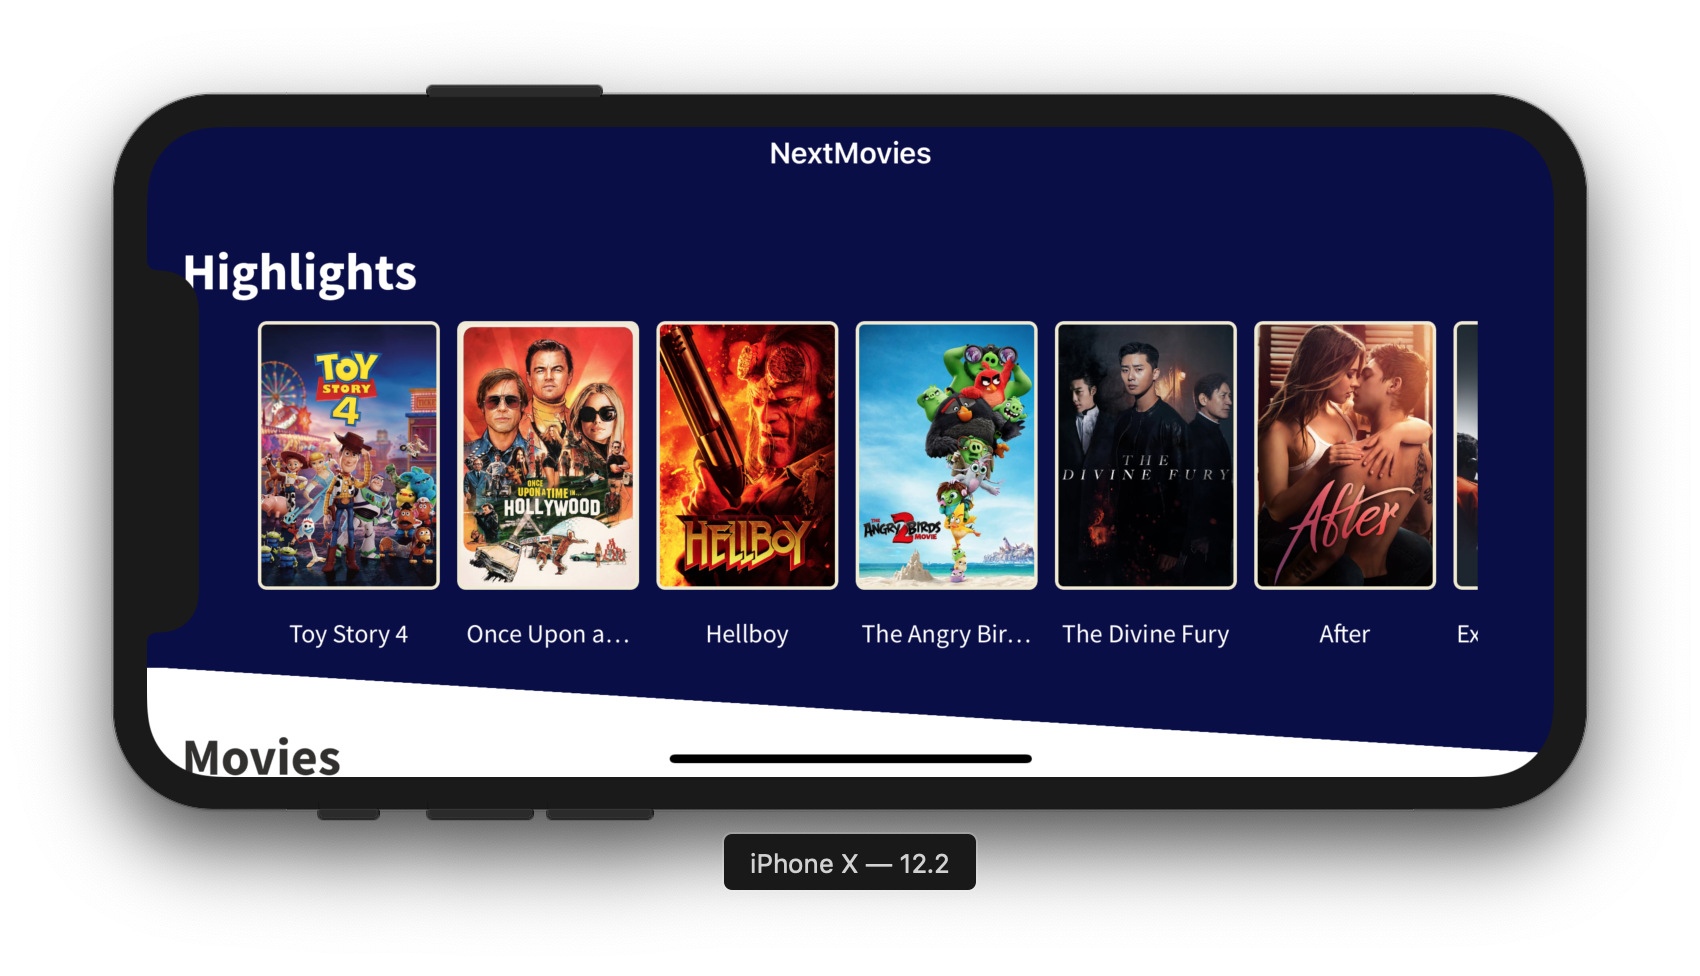 NextMovies
Highlights
TOY
STORY
4
ONCE
UPON A TIME IN...
HOLLYWOOD
HELLBOY
THE
ANGRY BIRDS
2
MOVIE
THE
DIVINE FURY
After
Toy Story 4
Once Upon a...
Hellboy
The Angry Bir...
The Divine Fury
After
Ex
Movies
iPhone X — 12.2